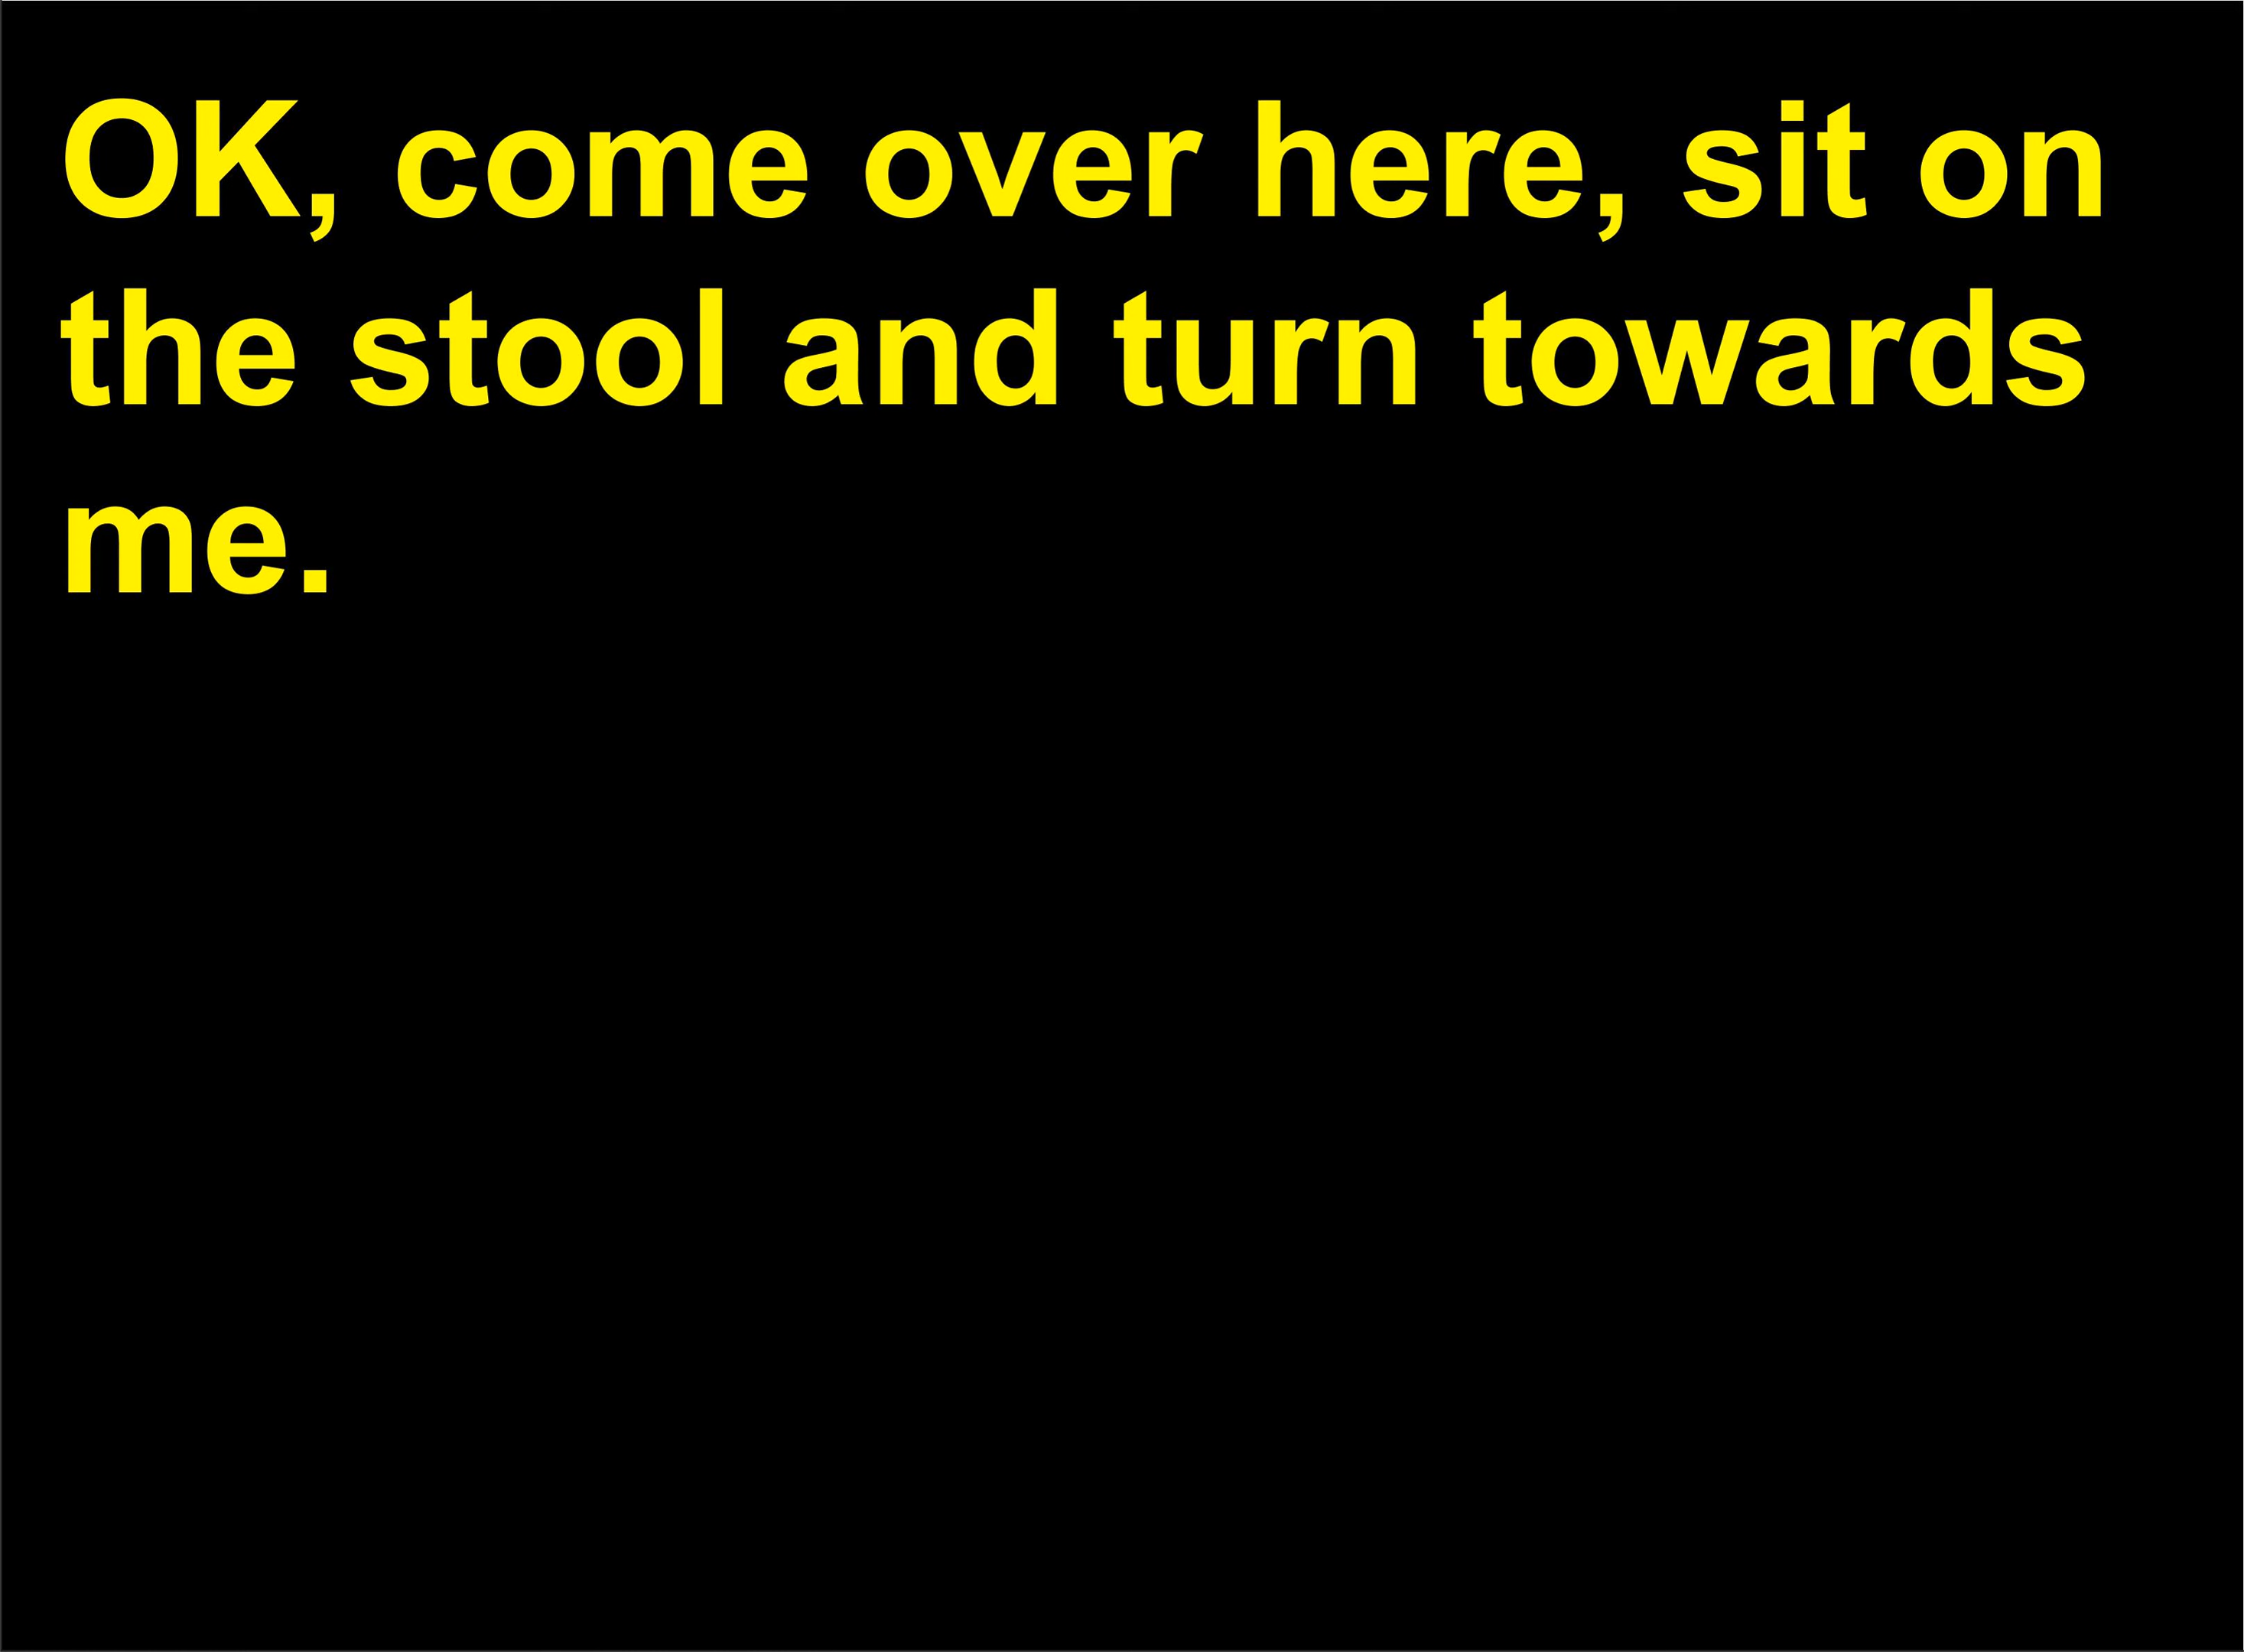 OK, come over here, sit on
the stool and turn towards
me.